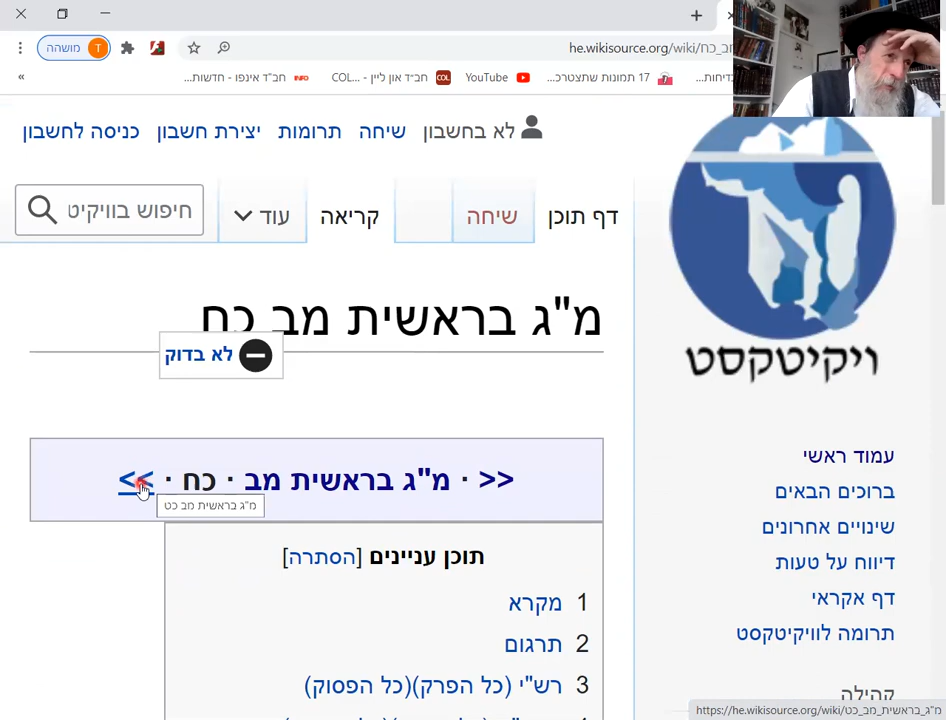 מושהה T
he.wikisource.org/wiki/
בדיחות...
17 תמונות שתצטרכ...
YouTube
חב״ד און ליין - COL...
חב״ד אינפו - חדשות...
«
לא בחשבון
שיחה
תרומות
יצירת חשבון
כניסה לחשבון
דף תוכן
שיחה
קריאה
עוד
חיפוש בוויקיט
מ"ג בראשית מב כח
לא בדוק
>> · מ"ג בראשית מב · כח · <<
מ"ג בראשית מב כט
תוכן עניינים [הסתרה]
1 מקרא
2 תרגום
3 רש"י (כל הפרק)(כל הפסוק)
ויקיטקסט
עמוד ראשי
ברוכים הבאים
שינויים אחרונים
דיווח על טעות
דף אקראי
תרומה לוויקיטקסט
קהילה
https://he.wikisource.org/wiki/מ"ג_בראשית_מב_כט